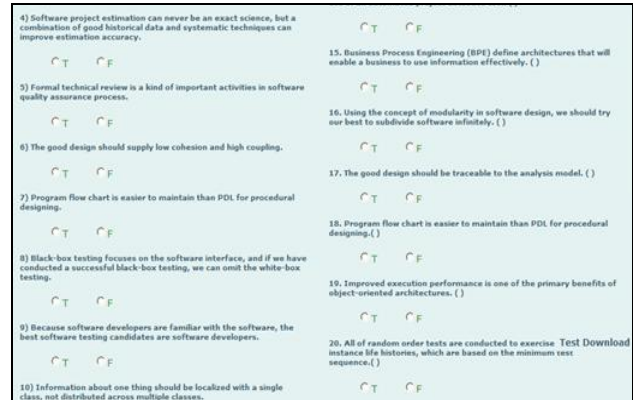 4) Software project estimation can never be an exact science, but a
combination of good historical data and systematic techniques can
improve estimation accuracy.
T F
5) Formal technical review is a kind of important activities in software
quality assurance process.
T F
6) The good design should supply low cohesion and high coupling.
T F
7) Program flow chart is easier to maintain than PDL for procedural
designing.
T F
8) Black-box testing focuses on the software interface, and if we have
conducted a successful black-box testing, we can omit the white-box
testing.
T F
9) Because software developers are familiar with the software, the
best software testing candidates are software developers.
T F
10) Information about one thing should be localized with a single
class, not distributed across multiple classes.
T F
15. Business Process Engineering (BPE) define architectures that will
enable a business to use information effectively. ( )
T F
16. Using the concept of modularity in software design, we should try
our best to subdivide software infinitely. ( )
T F
17. The good design should be traceable to the analysis model. ( )
T F
18. Program flow chart is easier to maintain than PDL for procedural
designing.( )
T F
19. Improved execution performance is one of the primary benefits of
object-oriented architectures. ( )
T F
20. All of random order tests are conducted to exercise Test Download
instance life histories, which are based on the minimum test
sequence.( )
T F